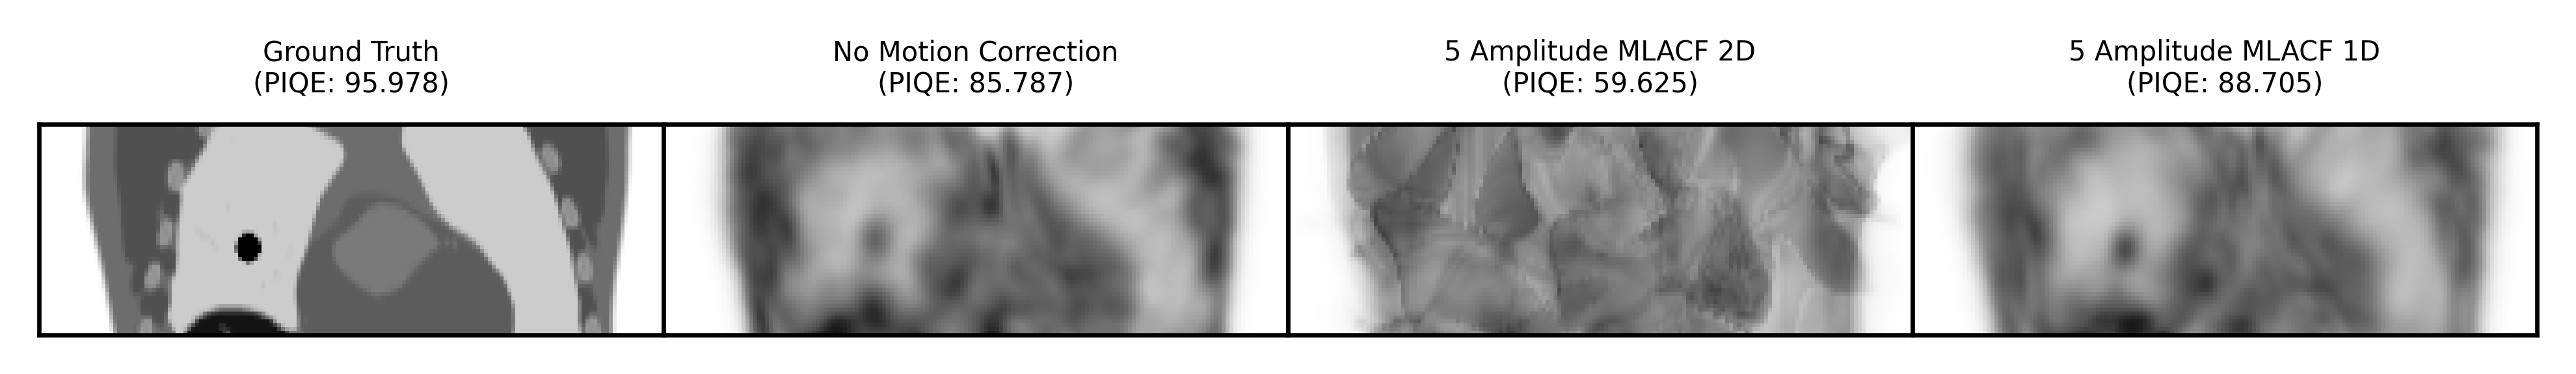 Ground Truth
(PIQE: 95.978)
No Motion Correction
(PIQE: 85.787)
5 Amplitude MLACF 2D
(PIQE: 59.625)
5 Amplitude MLACF 1D
(PIQE: 88.705)